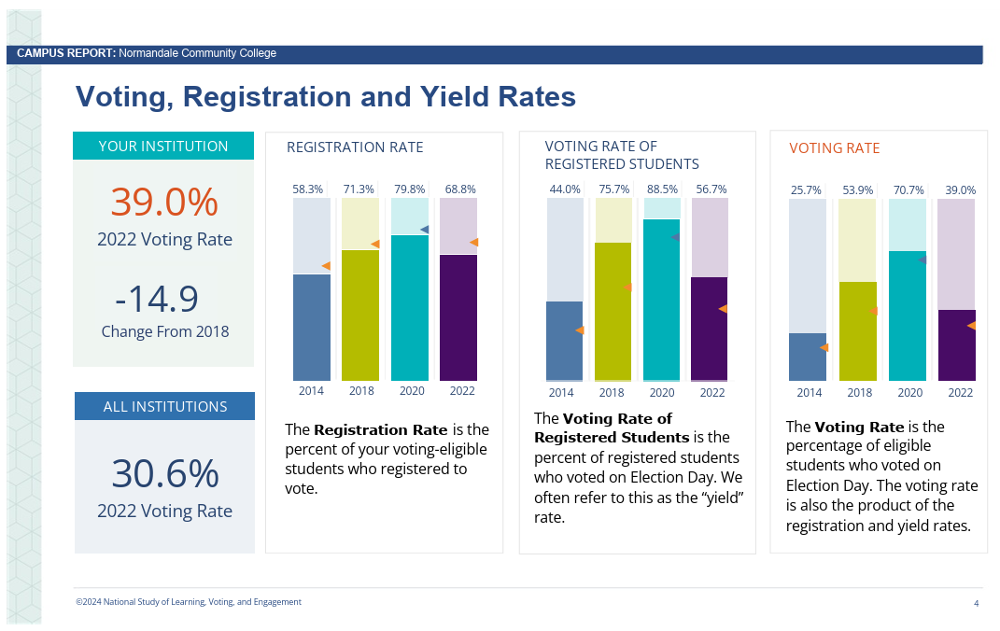 CAMPUS REPORT: Normandale Community College
Voting, Registration and Yield Rates
YOUR INSTITUTION
39.0%
2022 Voting Rate
-14.9
Change From 2018
ALL INSTITUTIONS
30.6%
2022 Voting Rate
REGISTRATION RATE
58.3% 71.3% 79.8% 68.8%
2014 2018 2020 2022
The Registration Rate is the
percent of your voting-eligible
students who registered to
vote.
VOTING RATE OF
REGISTERED STUDENTS
44.0% 75.7% 88.5% 56.7%
2014 2018 2020 2022
The Voting Rate of
Registered Students is the
percent of registered students
who voted on Election Day. We
often refer to this as the “yield”
rate.
VOTING RATE
25.7% 53.9% 70.7% 39.0%
2014 2018 2020 2022
The Voting Rate is the
percentage of eligible
students who voted on
Election Day. The voting rate
is also the product of the
registration and yield rates.
©2024 National Study of Learning, Voting, and Engagement
4